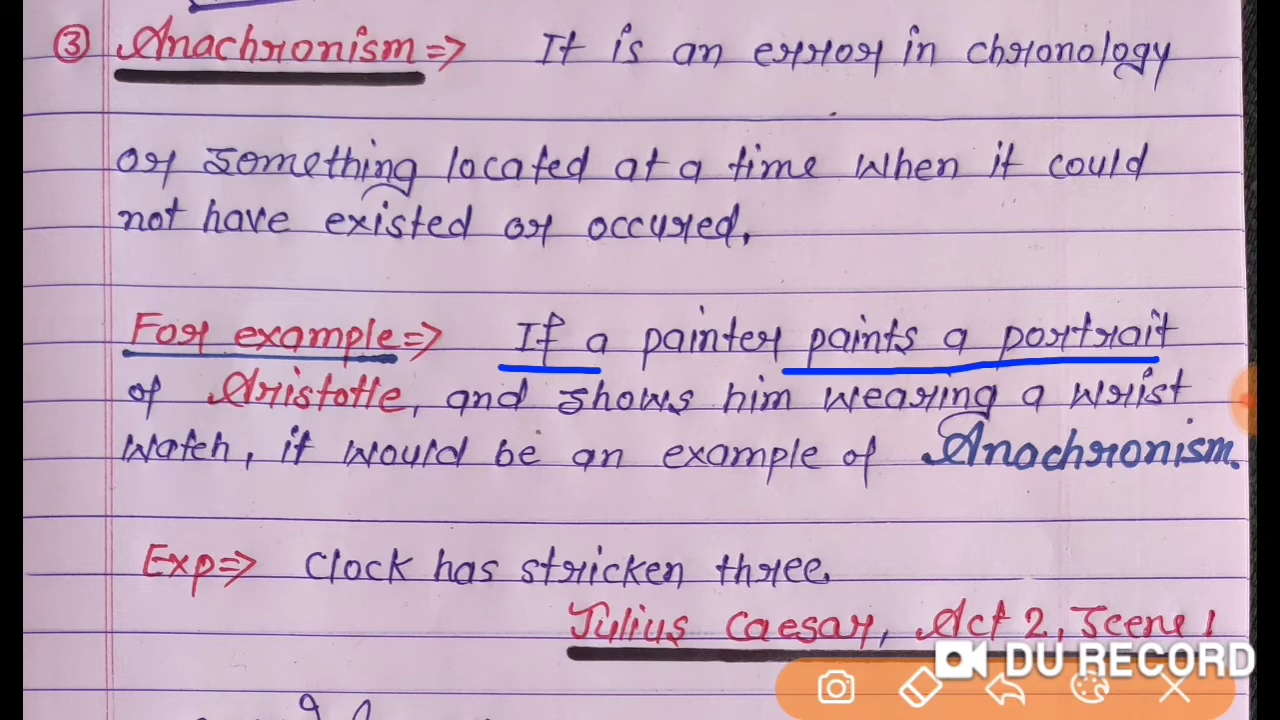 ③ Anachronism => It is an error in chronology
or something located at a time when it could
not have existed or occured.
For example => If a painter paints a portrait
of Aristotle, and shows him wearing a wrist
watch, it would be an example of Anachronism.
Exp => Clock has stricken three.
Julius Caesar, Act 2, Scene 1
DU RECORD